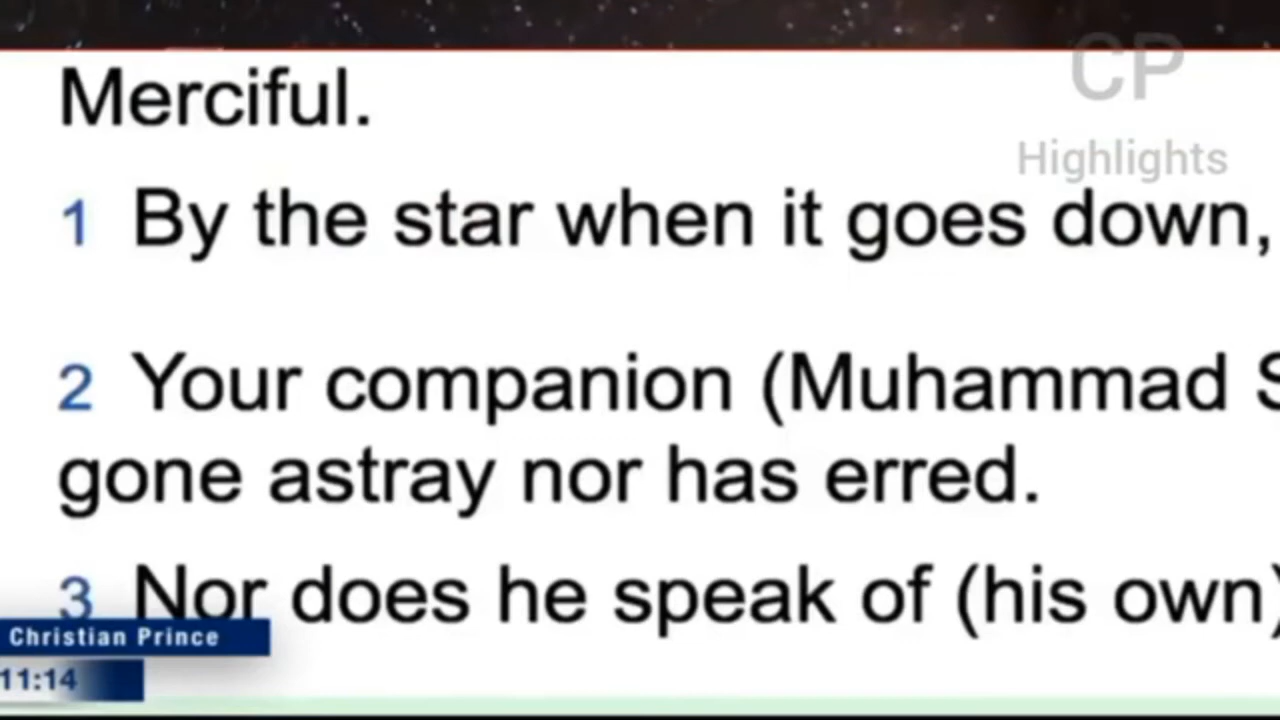 CP
Highlights
Merciful.
1 By the star when it goes down,
2 Your companion (Muhammad
gone astray nor has erred.
3 Nor does he speak of (his own)
Christian Prince
11:14